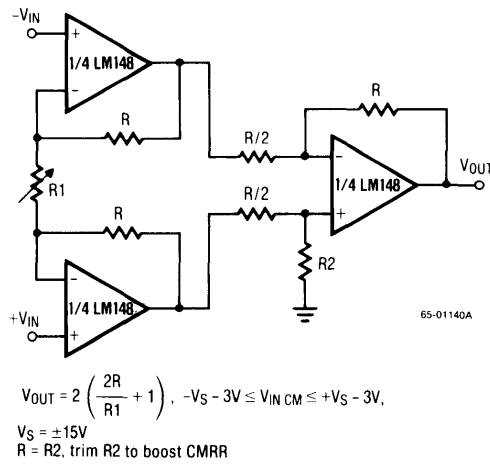 -VIN
+
1/4 LM148
-
R
R1
R
-
1/4 LM148
+
+VIN
R/2
R/2
R
-
1/4 LM148
+
VOUT
R2
65-01140A
VOUT = 2 ( 2R / R1 + 1 ) , -VS - 3V ≤ VIN CM ≤ +VS - 3V,
VS = ±15V
R = R2, trim R2 to boost CMRR